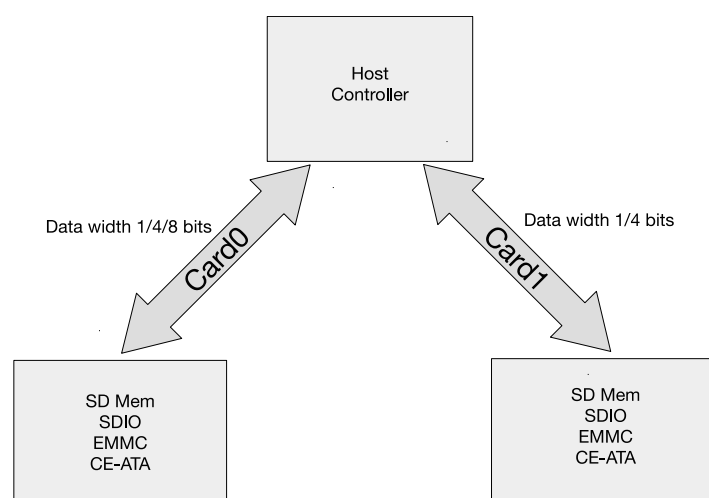 Host
Controller
Data width 1/4/8 bits
Card0
Card1
Data width 1/4 bits
SD Mem
SDIO
EMMC
CE-ATA
SD Mem
SDIO
EMMC
CE-ATA